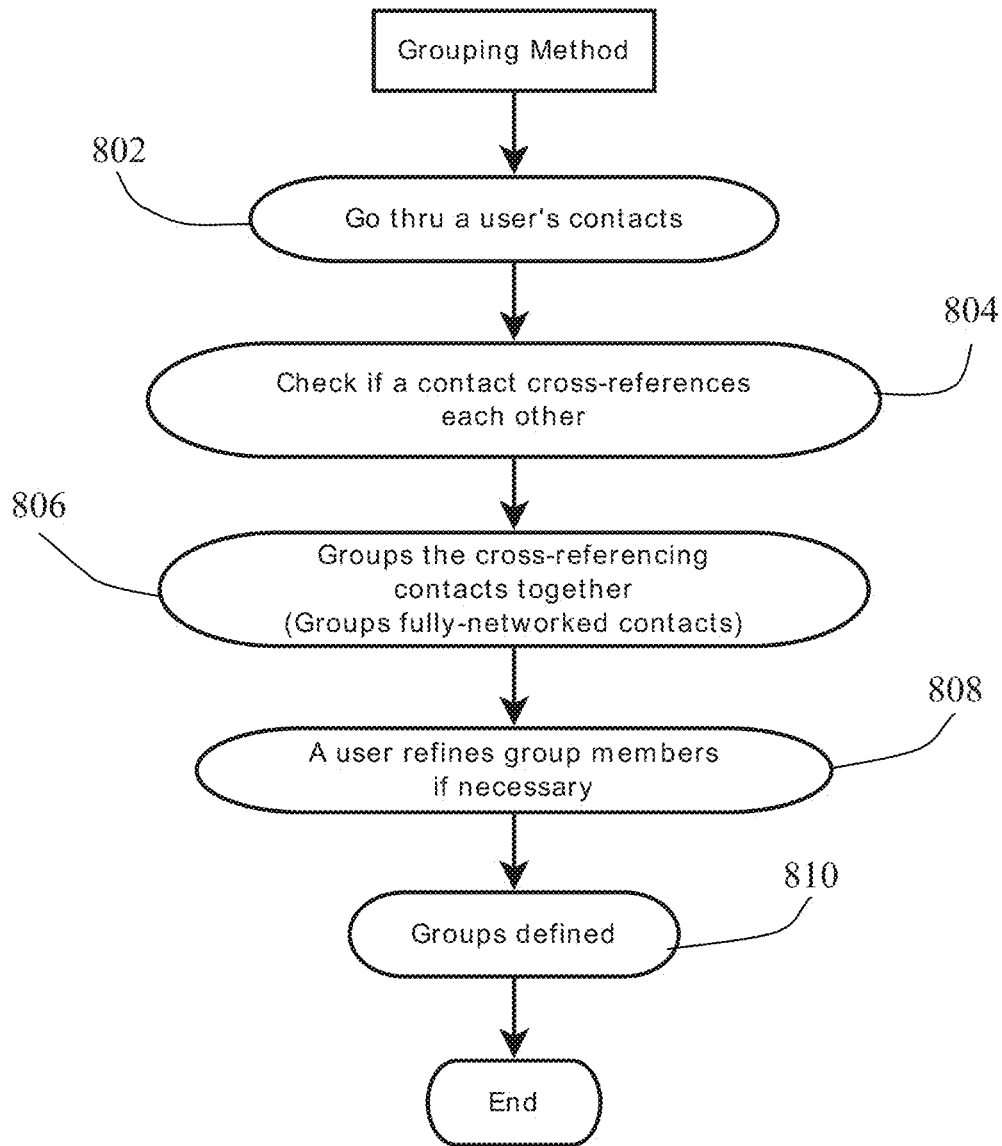 Grouping Method
802
Go thru a user's contacts
804
Check if a contact cross-references
each other
806
Groups the cross-referencing
contacts together
(Groups fully-networked contacts)
808
A user refines group members
if necessary
810
Groups defined
End